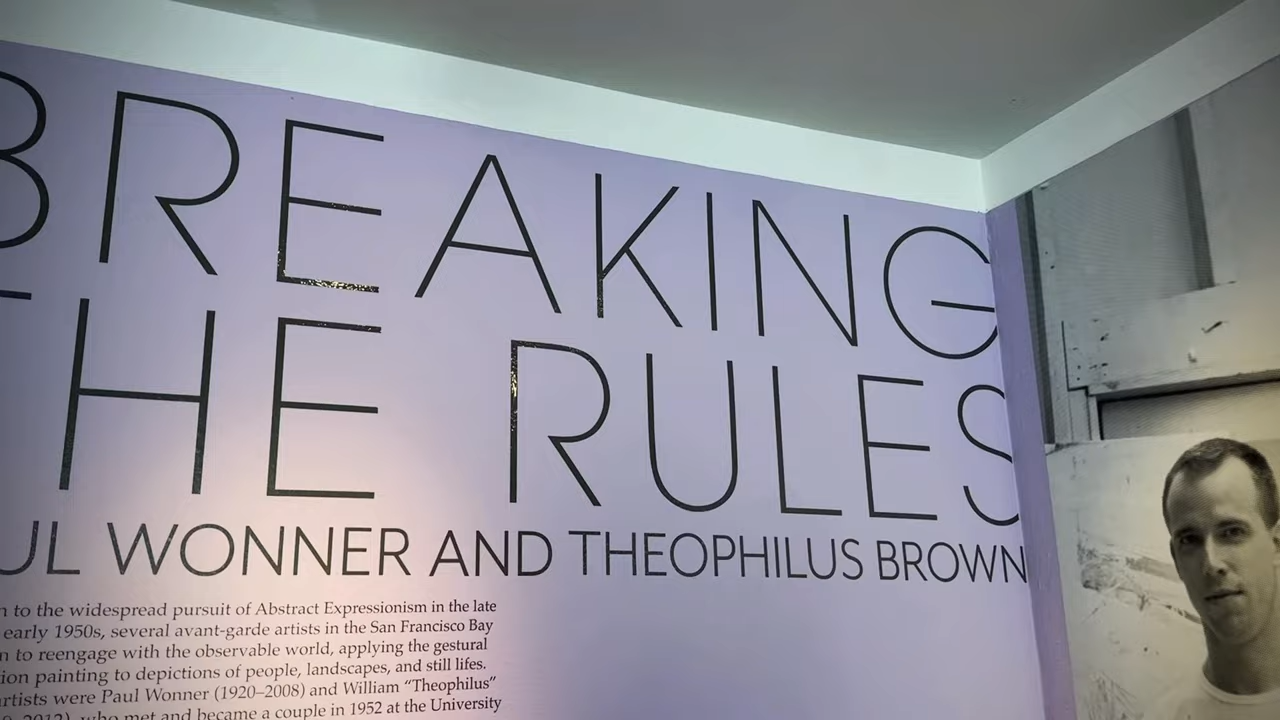 BREAKING
THE RULES
UL WONNER AND THEOPHILUS BROWN
n to the widespread pursuit of Abstract Expressionism in the late
early 1950s, several avant-garde artists in the San Francisco Bay
n to reengage with the observable world, applying the gestural
ion painting to depictions of people, landscapes, and still lifes.
artists were Paul Wonner (1920–2008) and William “Theophilus”
who met and became a couple in 1952 at the University